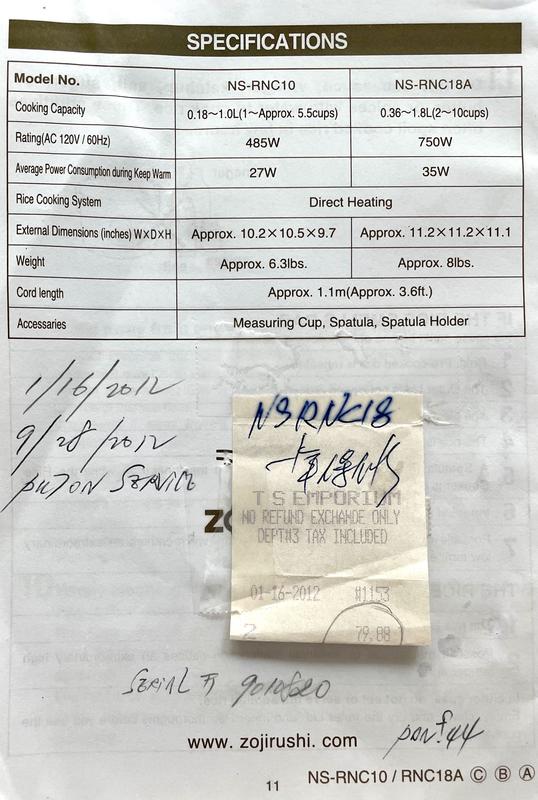 SPECIFICATIONS
Model No. NS-RNC10 NS-RNC18A
Cooking Capacity 0.18~1.0L(1~Approx. 5.5cups) 0.36~1.8L(2~10cups)
Rating(AC 120V / 60Hz) 485W 750W
Average Power Consumption during Keep Warm 27W 35W
Rice Cooking System Direct Heating
External Dimensions (inches) W×D×H Approx. 10.2×10.5×9.7 Approx. 11.2×11.2×11.1
Weight Approx. 6.3lbs. Approx. 8lbs.
Cord length Approx. 1.1m(Approx. 3.6ft.)
Accessaries Measuring Cup, Spatula, Spatula Holder
1/16/2012
9/28/2012
PUT ON SERVICE
NSRNC18
T S EMPORIUM
NO REFUND EXCHANGE ONLY
DEPT#3 TAX INCLUDED
01-16-2012 #1153
2 79.88
SERIAL #
www. zojirushi. com
NS-RNC10 / RNC18A Ⓒ Ⓑ Ⓐ
11